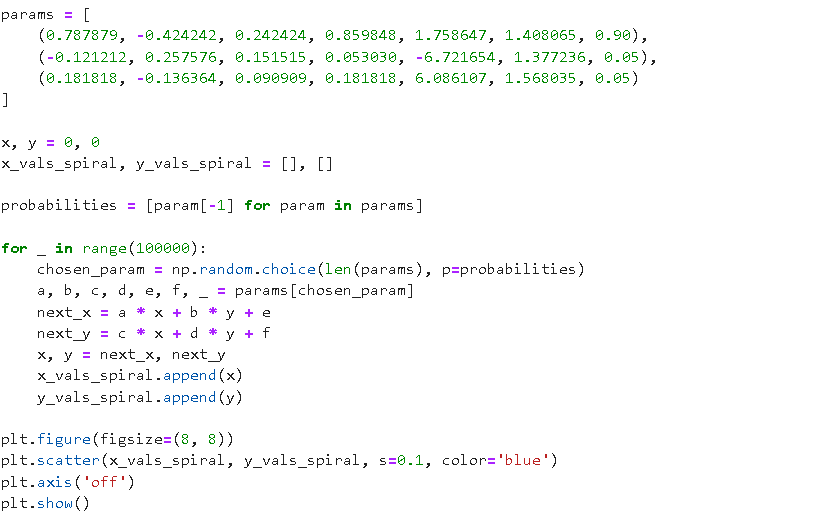 params = [
    (0.787879, -0.424242, 0.242424, 0.859848, 1.758647, 1.408065, 0.90),
    (-0.121212, 0.257576, 0.151515, 0.053030, -6.721654, 1.377236, 0.05),
    (0.181818, -0.136364, 0.090909, 0.181818, 6.086107, 1.568035, 0.05)
]

x, y = 0, 0
x_vals_spiral, y_vals_spiral = [], []

probabilities = [param[-1] for param in params]

for _ in range(100000):
    chosen_param = np.random.choice(len(params), p=probabilities)
    a, b, c, d, e, f, _ = params[chosen_param]
    next_x = a * x + b * y + e
    next_y = c * x + d * y + f
    x, y = next_x, next_y
    x_vals_spiral.append(x)
    y_vals_spiral.append(y)

plt.figure(figsize=(8, 8))
plt.scatter(x_vals_spiral, y_vals_spiral, s=0.1, color='blue')
plt.axis('off')
plt.show()